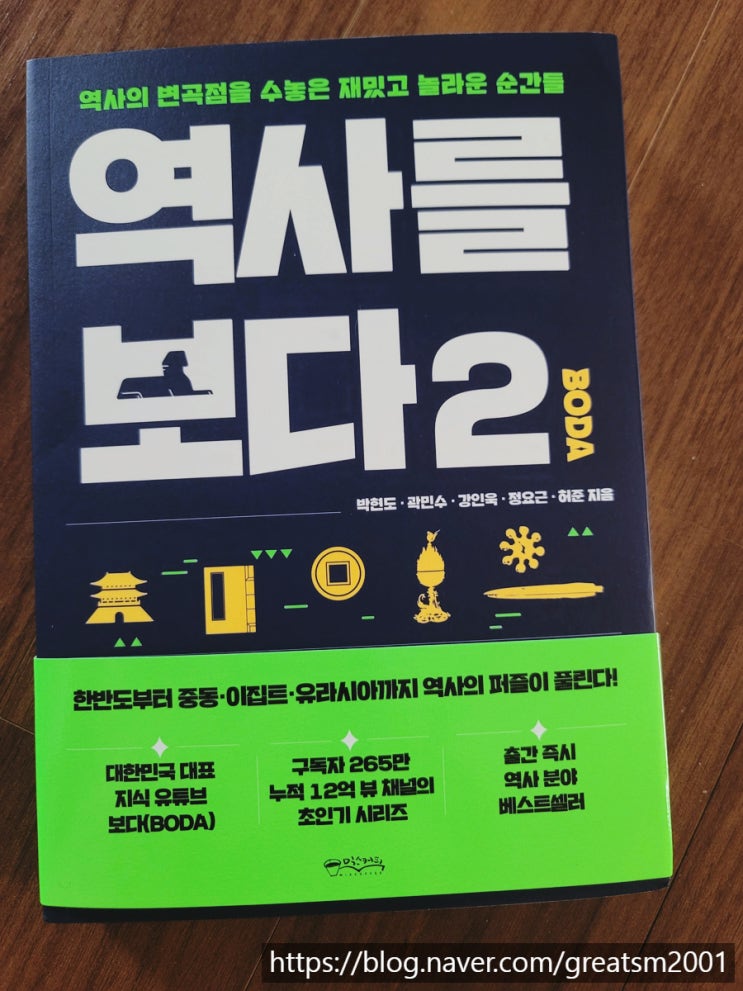 역사의 변곡점을 수놓은 재밌고 놀라운 순간들
역사를
보다 2
BODA
박현도·곽민수·강인욱·정요근·허준 지음
한반도부터 중동·이집트·유라시아까지 역사의 퍼즐이 풀린다!
대한민국 대표
지식 유튜브
보다(BODA)
구독자 265만
누적 12억 뷰 채널의
초인기 시리즈
출간 즉시
역사 분야
베스트셀러
믹스커피
MIXCOFFEE
https://blog.naver.com/greatsm2001